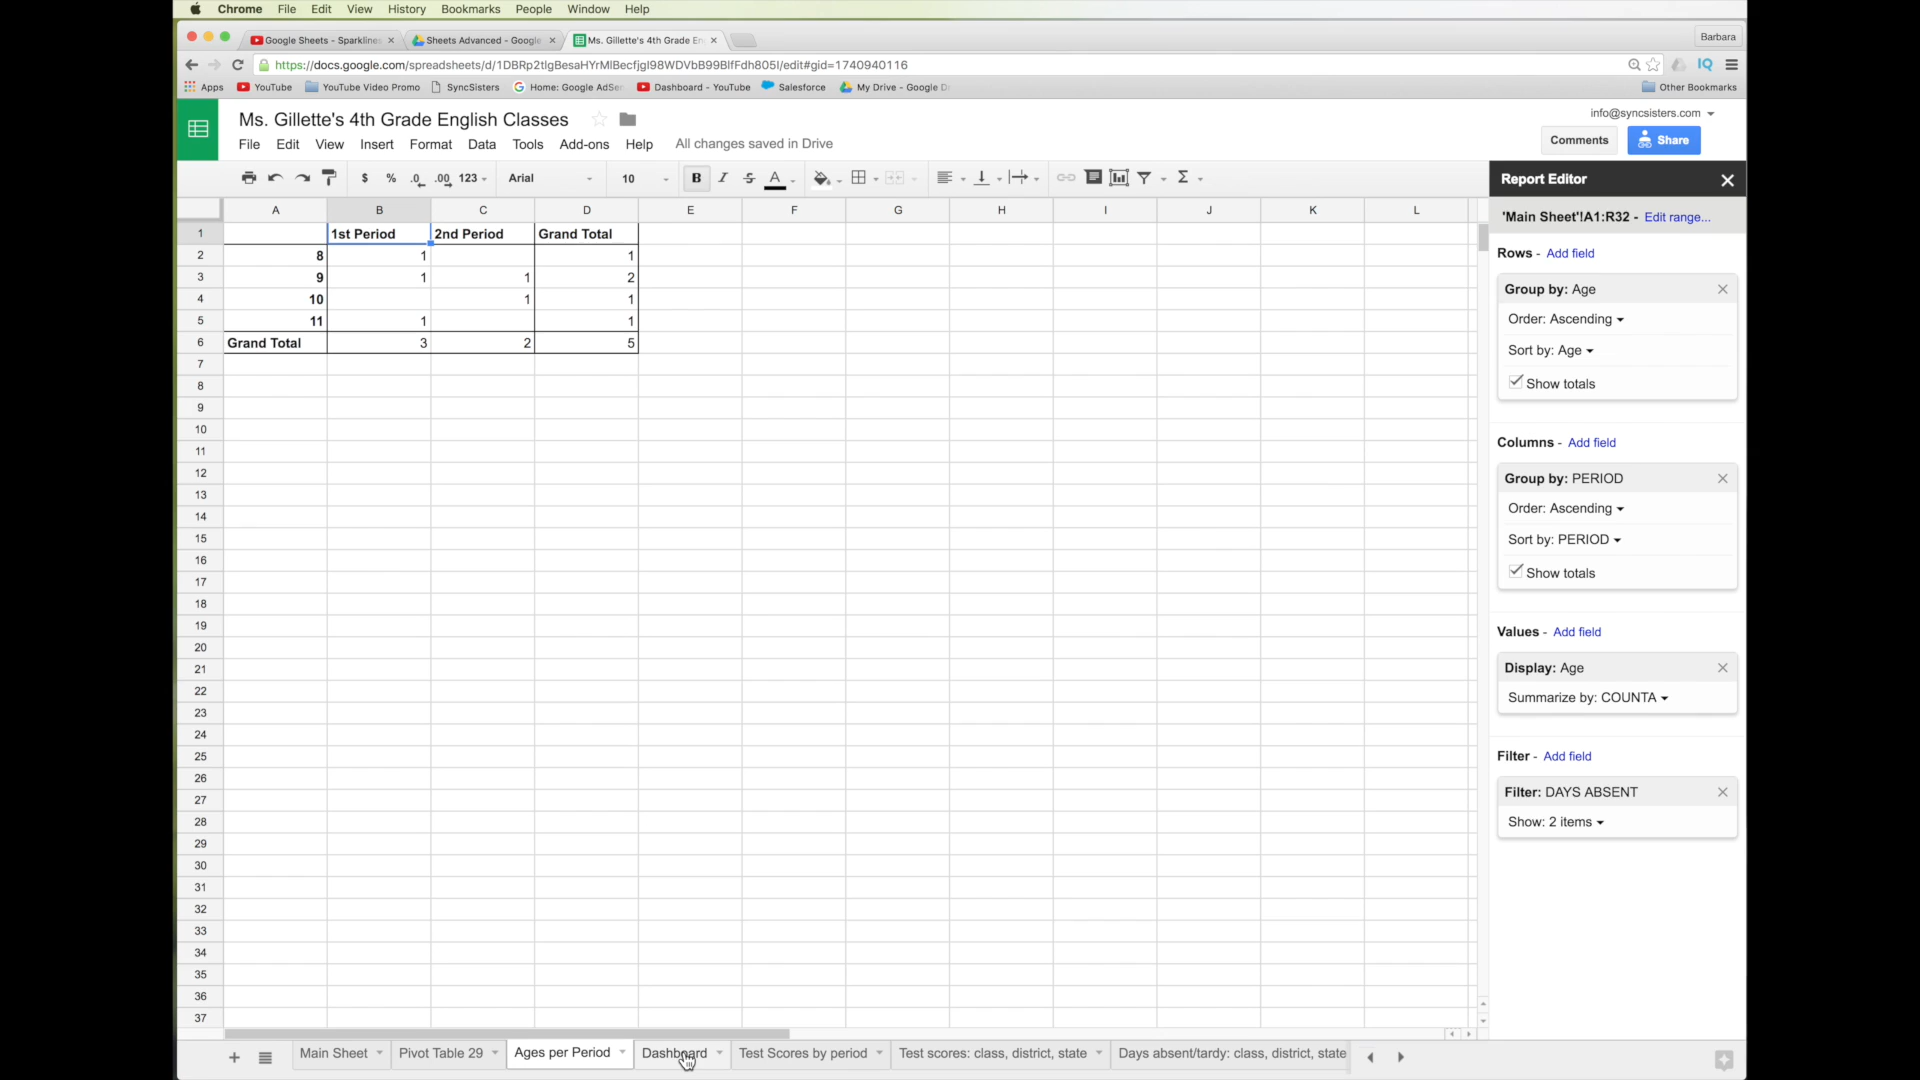 Chrome File Edit View History Bookmarks People Window Help
Google Sheets - Sparklines Sheets Advanced - Google Ms. Gillette's 4th Grade En Barbara
https://docs.google.com/spreadsheets/d/1DBRp2tlgBesaHYrMlBecfjgI98WDVbB99BlfFdh805I/edit#gid=1740940116
Apps YouTube YouTube Video Promo SyncSisters Home: Google AdSen Dashboard - YouTube Salesforce My Drive - Google Dr Other Bookmarks
Ms. Gillette's 4th Grade English Classes info@syncsisters.com
File Edit View Insert Format Data Tools Add-ons Help All changes saved in Drive Comments Share
$ % .0 .00 123 Arial 10 B I S A Σ
Report Editor
A B C D E F G H I J K L
'Main Sheet'!A1:R32 - Edit range...
1 1st Period 2nd Period Grand Total
2 8 1 1
3 9 1 1 2
4 10 1 1
5 11 1 1
6 Grand Total 3 2 5
7
8
9
10
11
12
13
14
15
16
17
18
19
20
21
22
23
24
25
26
27
28
29
30
31
32
33
34
35
36
37
Rows - Add field
Group by: Age
Order: Ascending
Sort by: Age
Show totals
Columns - Add field
Group by: PERIOD
Order: Ascending
Sort by: PERIOD
Show totals
Values - Add field
Display: Age
Summarize by: COUNTA
Filter - Add field
Filter: DAYS ABSENT
Show: 2 items
Main Sheet Pivot Table 29 Ages per Period Dashboard Test Scores by period Test scores: class, district, state Days absent/tardy: class, district, state